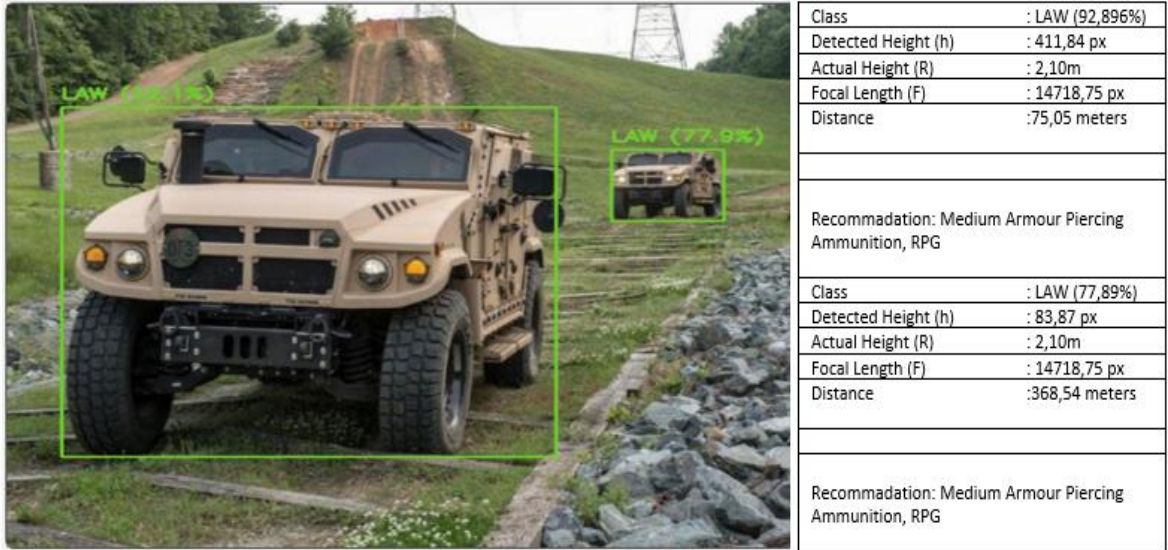 LAW
LAW (77.9%)
Class : LAW (92,896%)
Detected Height (h) : 411,84 px
Actual Height (R) : 2,10m
Focal Length (F) : 14718,75 px
Distance :75,05 meters
Recommadation: Medium Armour Piercing
Ammunition, RPG
Class : LAW (77,89%)
Detected Height (h) : 83,87 px
Actual Height (R) : 2,10m
Focal Length (F) : 14718,75 px
Distance :368,54 meters
Recommadation: Medium Armour Piercing
Ammunition, RPG